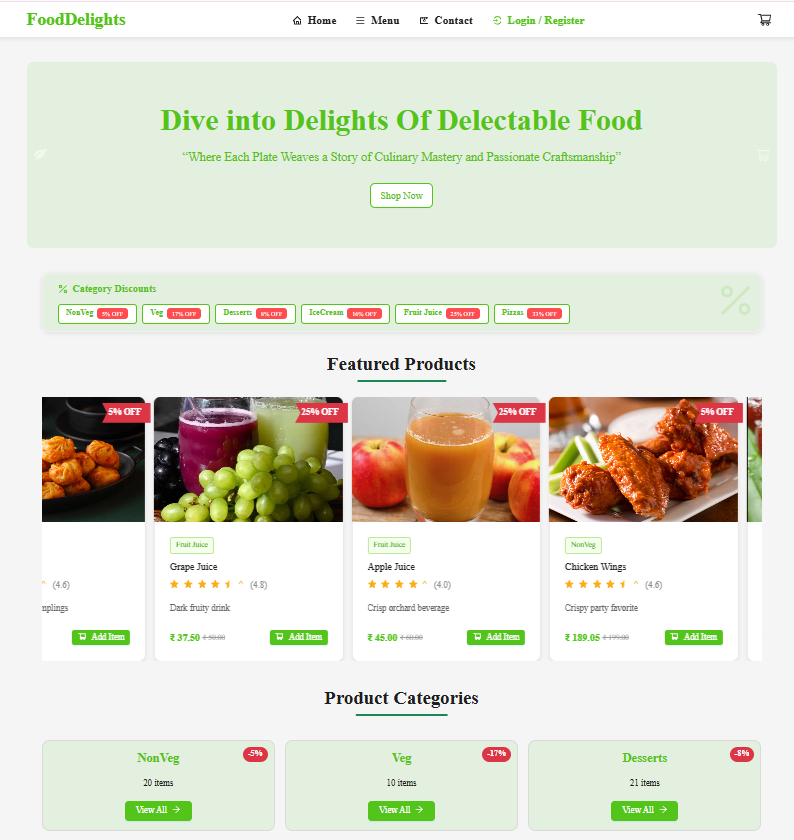 FoodDelights
Home Menu Contact Login / Register
Dive into Delights Of Delectable Food
“Where Each Plate Weaves a Story of Culinary Mastery and Passionate Craftsmanship”
Shop Now
Category Discounts
NonVeg 5% OFF Veg 17% OFF Desserts 8% OFF IceCream 10% OFF Fruit Juice 25% OFF Pizzas 33% OFF
Featured Products
5% OFF 25% OFF 25% OFF 5% OFF
Fruit Juice Fruit Juice NonVeg
Grape Juice Apple Juice Chicken Wings
(4.6) (4.8) (4.0) (4.6)
mplings Dark fruity drink Crisp orchard beverage Crispy party favorite
Add Item ₹ 37.50 ₹ 50.00 Add Item ₹ 45.00 ₹ 60.00 Add Item ₹ 189.05 ₹ 199.00 Add Item
Product Categories
NonVeg -5% Veg -17% Desserts -8%
20 items 10 items 21 items
View All View All View All